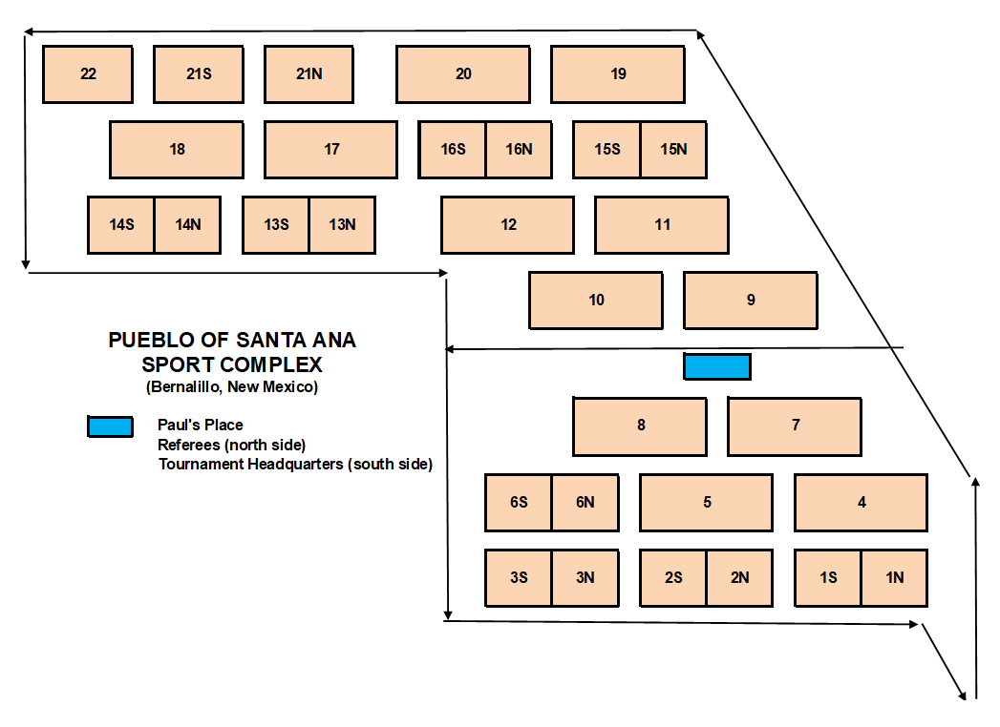 22 21S 21N 20 19
18 17 16S 16N 15S 15N
14S 14N 13S 13N 12 11
10 9
PUEBLO OF SANTA ANA
SPORT COMPLEX
(Bernalillo, New Mexico)
Paul's Place
Referees (north side)
Tournament Headquarters (south side)
8 7
6S 6N 5 4
3S 3N 2S 2N 1S 1N